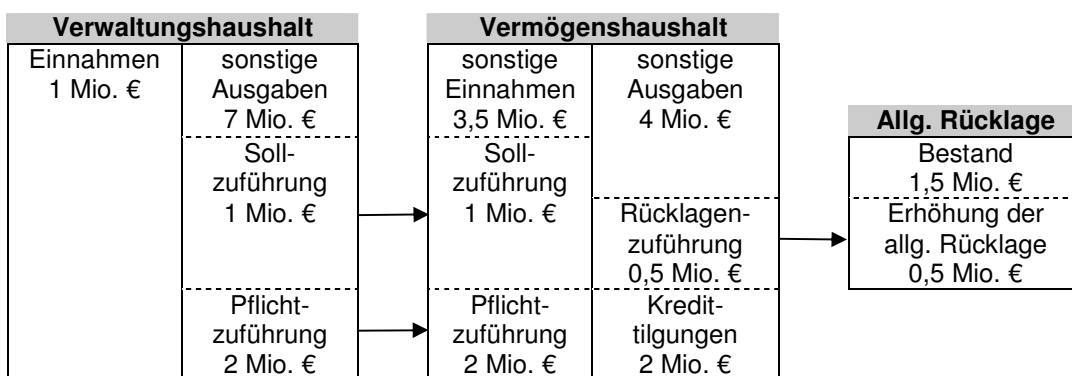 Verwaltungshaushalt
Einnahmen
1 Mio. €
sonstige
Ausgaben
7 Mio. €
Soll-
zuführung
1 Mio. €
Pflicht-
zuführung
2 Mio. €
Vermögenshaushalt
sonstige
Einnahmen
3,5 Mio. €
Soll-
zuführung
1 Mio. €
Pflicht-
zuführung
2 Mio. €
sonstige
Ausgaben
4 Mio. €
Rücklagen-
zuführung
0,5 Mio. €
Kredit-
tilgungen
2 Mio. €
Allg. Rücklage
Bestand
1,5 Mio. €
Erhöhung der
allg. Rücklage
0,5 Mio. €